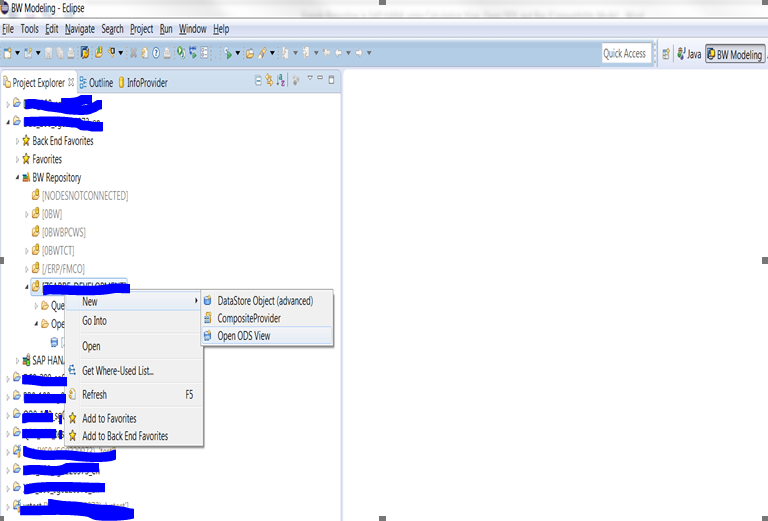 BW Modeling - Eclipse
File Tools Edit Navigate Search Project Run Window Help
Quick Access Java BW Modeling
Project Explorer Outline InfoProvider
Back End Favorites
Favorites
BW Repository
[NODESNOTCONNECTED]
[0BW]
[0BWBPCWS]
[0BWTCT]
[/ERP/FMCO]
New
DataStore Object (advanced)
Que
Go Into
CompositeProvider
Ope
Open ODS View
Open
SAP HANA
Get Where-Used List...
Refresh F5
Add to Favorites
Add to Back End Favorites